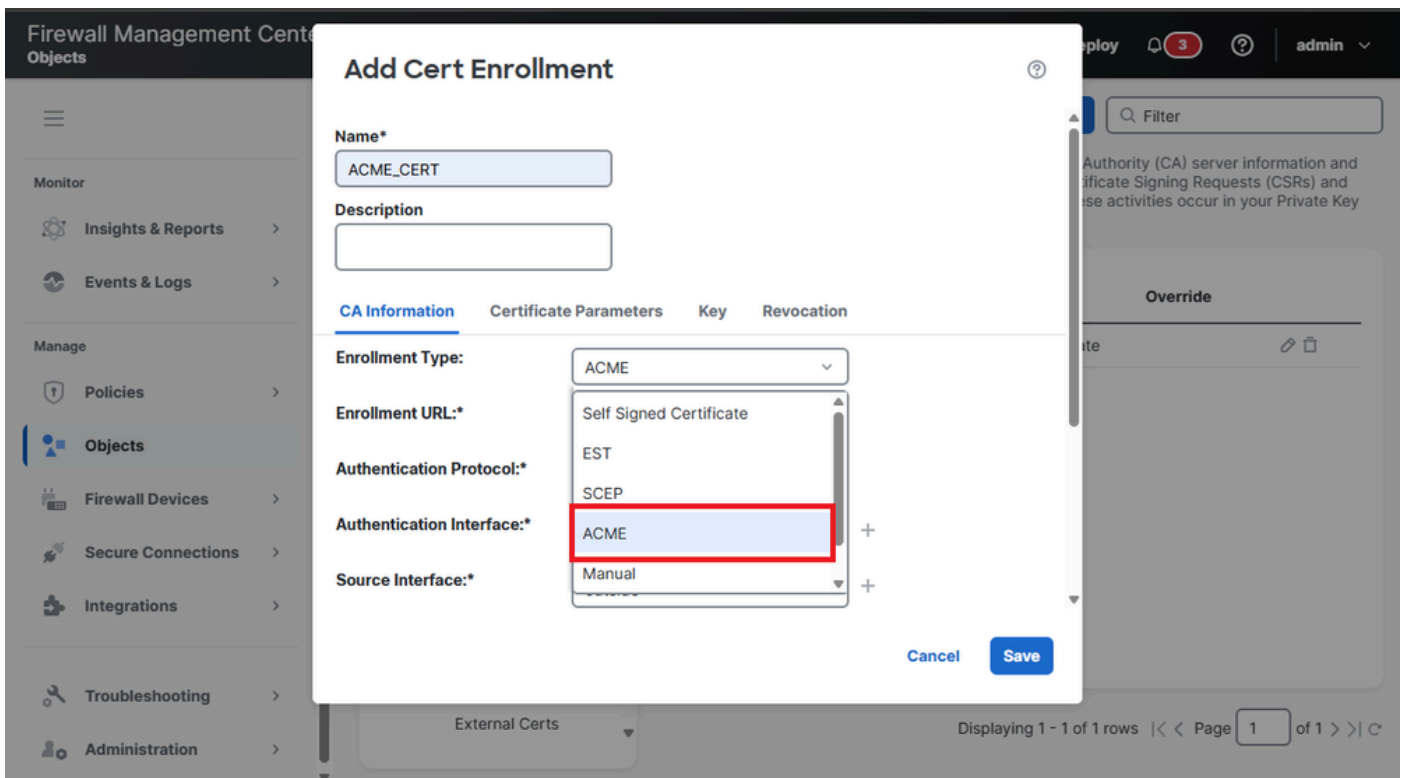 Firewall Management Cente
Objects
eploy
3
admin
Filter
Authority (CA) server information and
tificate Signing Requests (CSRs) and
ese activities occur in your Private Key
Monitor
Insights & Reports
Events & Logs
Manage
Policies
Objects
Firewall Devices
Secure Connections
Integrations
Troubleshooting
Administration
Add Cert Enrollment
Name*
ACME_CERT
Description
CA Information Certificate Parameters Key Revocation
Enrollment Type:
ACME
Enrollment URL:*
Authentication Protocol:*
Authentication Interface:*
Source Interface:*
Self Signed Certificate
EST
SCEP
ACME
Manual
Cancel
Save
Override
External Certs
Displaying 1 - 1 of 1 rows |< < Page 1 of 1 > >|